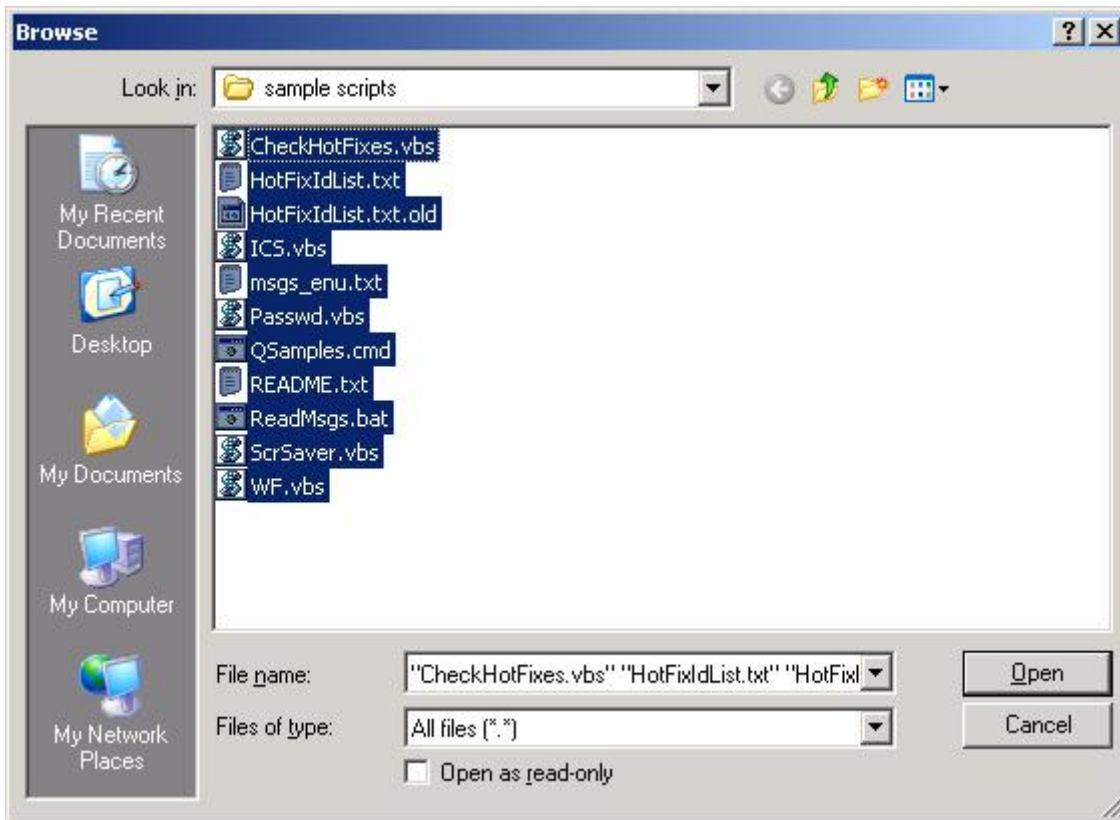 Browse
Look in:
sample scripts
My Recent
Documents
Desktop
My Documents
My Computer
My Network
Places
CheckHotFixes.vbs
HotFixIdList.txt
HotFixIdList.txt.old
ICS.vbs
msgs_enu.txt
Passwd.vbs
QSamples.cmd
README.txt
ReadMsgs.bat
ScrSaver.vbs
WF.vbs
File name:
"CheckHotFixes.vbs" "HotFixIdList.txt" "HotFixI
Open
Files of type:
All files (*.*)
Cancel
Open as read-only